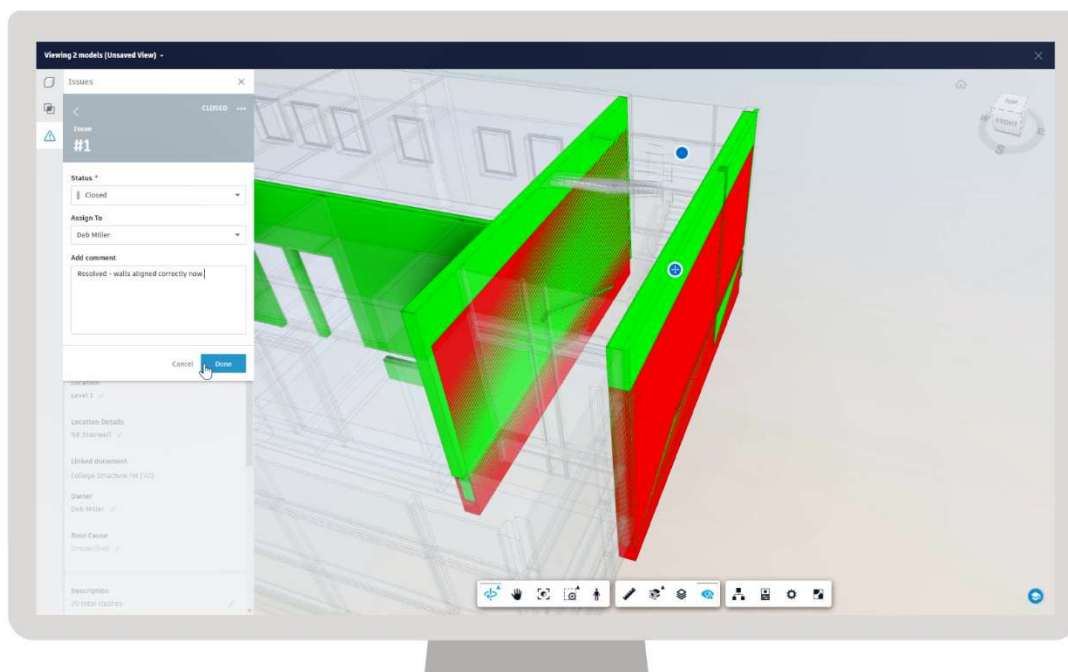 Viewing 2 models (Unsaved View)
Issues
CLOSED
Issue
#1
Status *
Closed
Assign To
Deb Miller
Add comment
Resolved - walls aligned correctly now.
Cancel
Done
Location
Level 1
Location Details
NE Stairwell
Linked document
College Structure.rvt (V2)
Owner
Deb Miller
Root Cause
Unspecified
Description
20 total clashes
TOP
FRONT
W
E
S